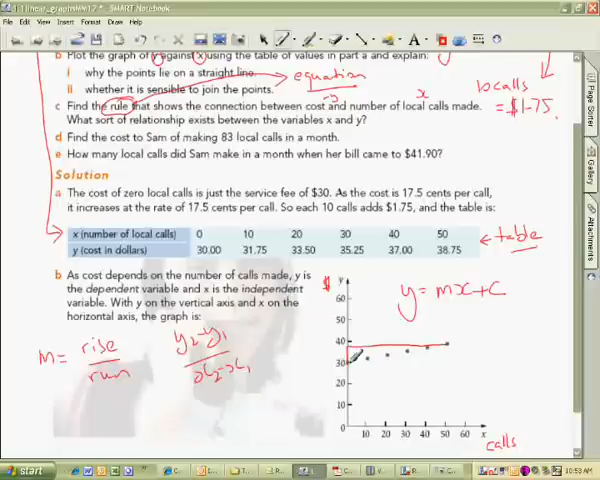 1 linear_graphsWW12 * - SMART Notebook
File Edit View Insert Format Draw Help
b Plot the graph of y against x using the table of values in part a and explain:
i why the points lie on a straight line.
equation
ii whether it is sensible to join the points.
10 calls
= $1.75.
c Find the rule that shows the connection between cost and number of local calls made.
x
What sort of relationship exists between the variables x and y?
d Find the cost to Sam of making 83 local calls in a month.
e How many local calls did Sam make in a month when her bill came to $41.90?
Solution
a The cost of zero local calls is just the service fee of $30. As the cost is 17.5 cents per call,
it increases at the rate of 17.5 cents per call. So each 10 calls adds $1.75, and the table is:
x (number of local calls) 0 10 20 30 40 50
y (cost in dollars) 30.00 31.75 33.50 35.25 37.00 38.75
table
b As cost depends on the number of calls made, y is
the dependent variable and x is the independent
variable. With y on the vertical axis and x on the
horizontal axis, the graph is:
m = rise
run
y2-y1
x2-x1
$ y
y = mx+c
60
50
40
30
20
10
0 10 20 30 40 50 60 x
calls
Page Sorter
Gallery
Attachments
start
10:53 AM